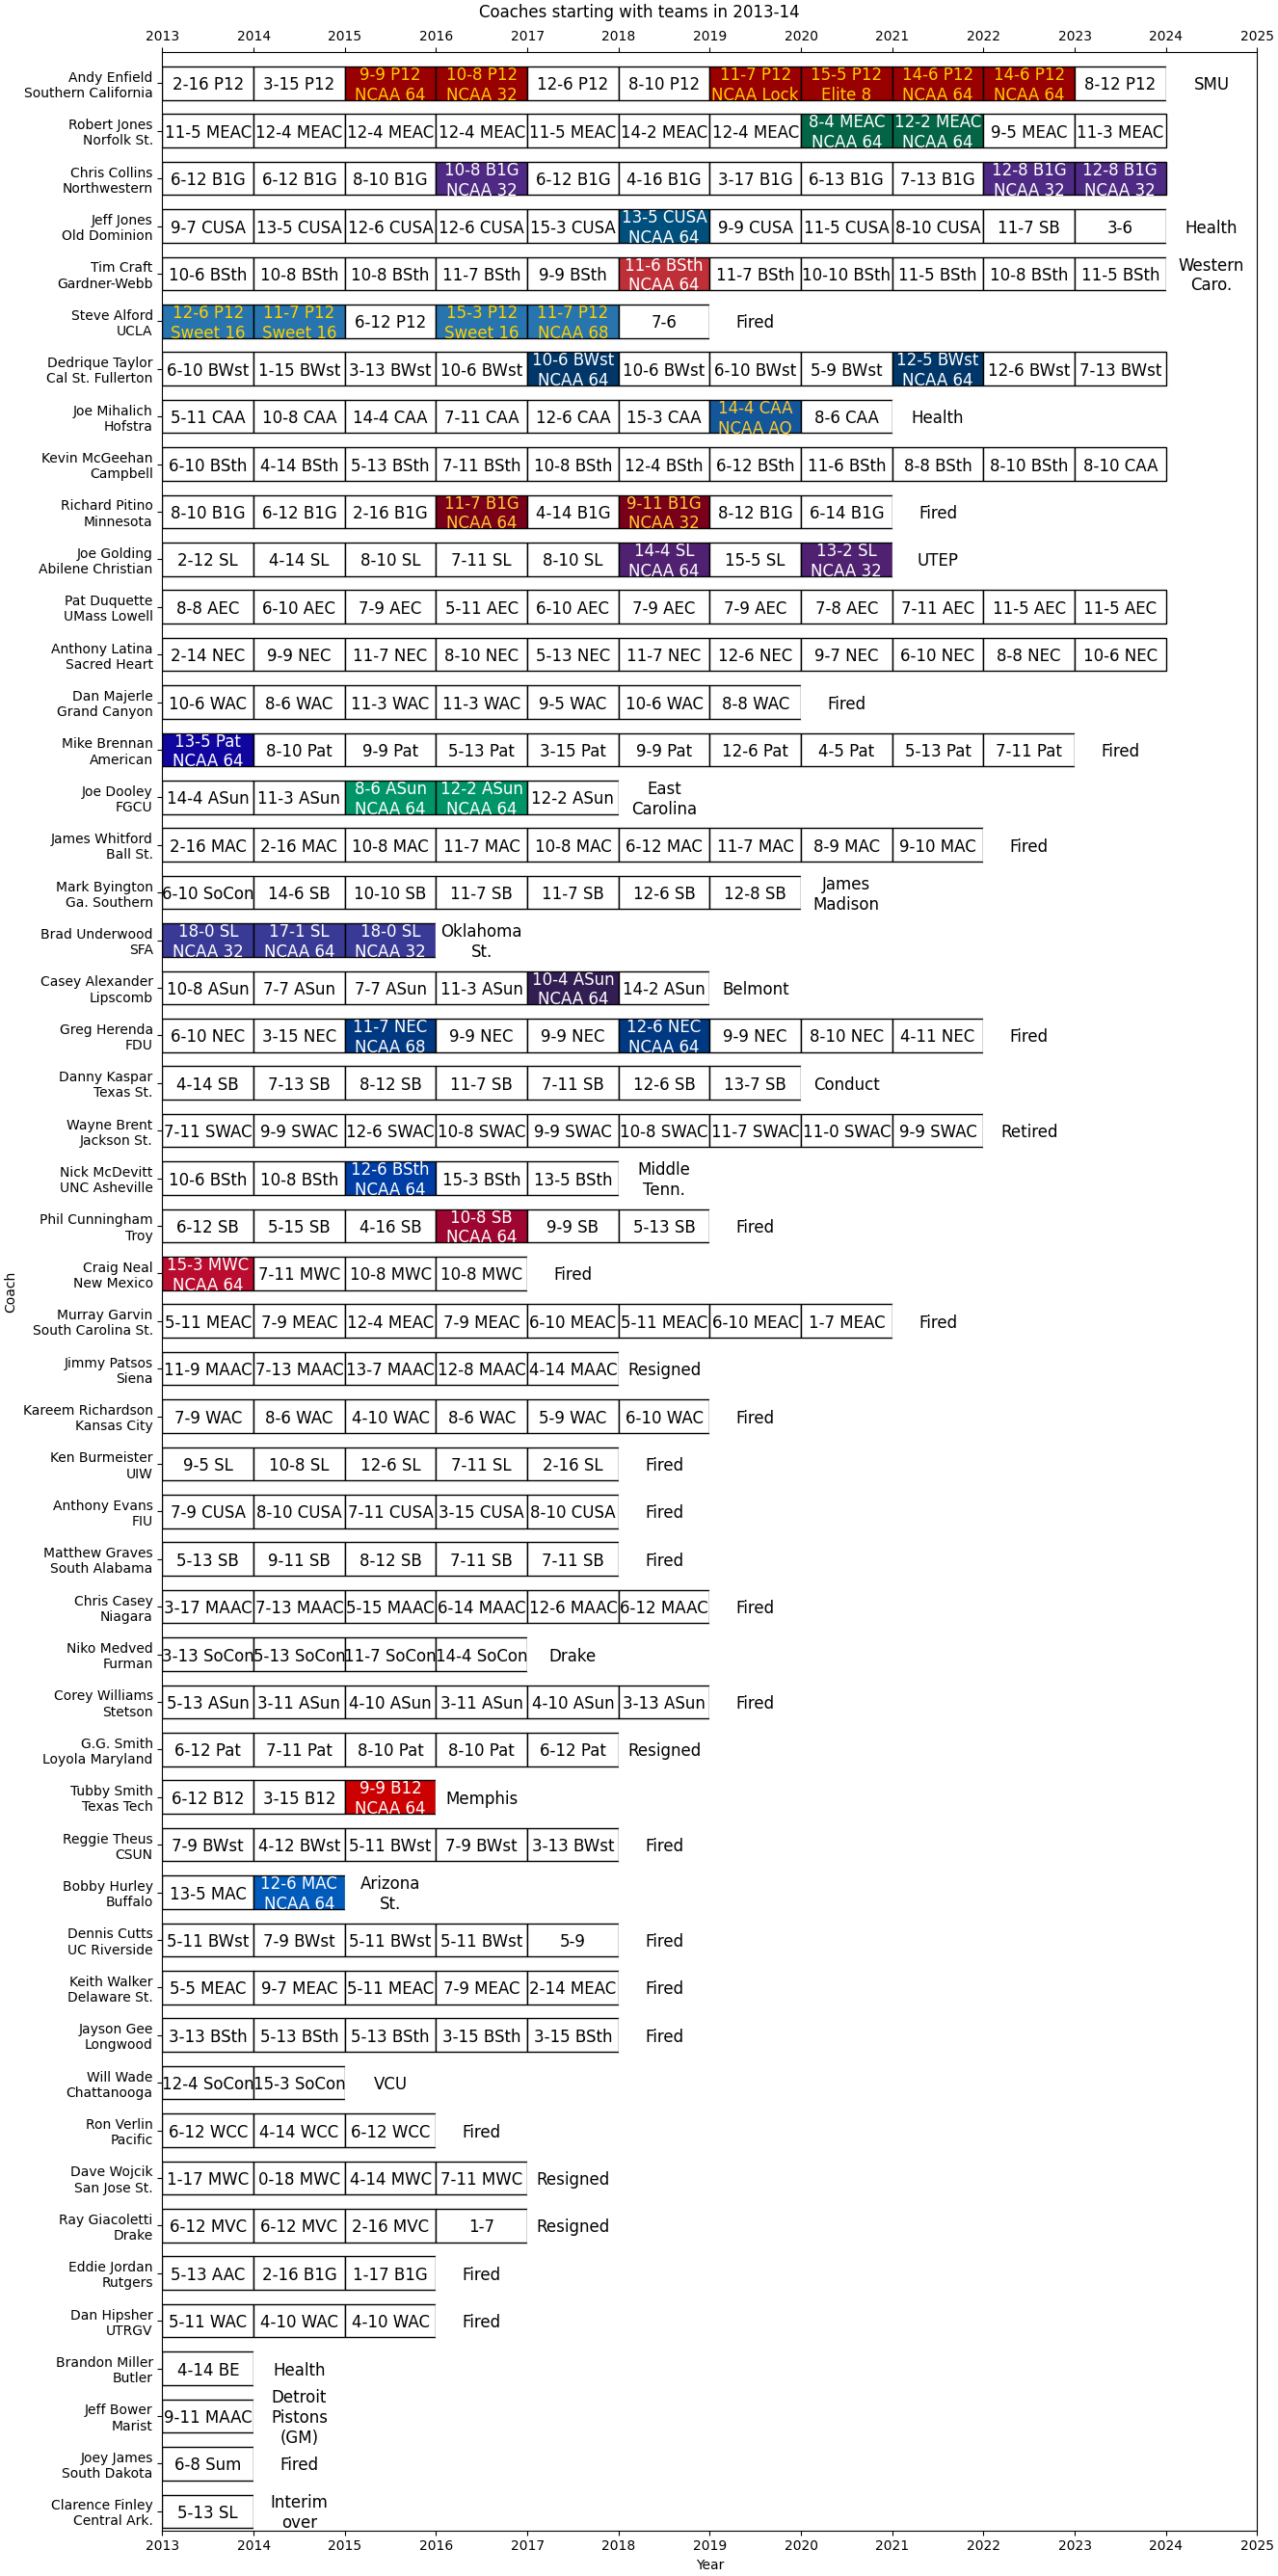 Coaches starting with teams in 2013-14
2013 2014 2015 2016 2017 2018 2019 2020 2021 2022 2023 2024 2025
Andy Enfield
Southern California
2-16 P12
3-15 P12
9-9 P12
NCAA 64
10-8 P12
NCAA 32
12-6 P12
8-10 P12
11-7 P12
NCAA Lock
15-5 P12
Elite 8
14-6 P12
NCAA 64
14-6 P12
NCAA 64
8-12 P12
SMU
Robert Jones
Norfolk St.
11-5 MEAC
12-4 MEAC
12-4 MEAC
12-4 MEAC
11-5 MEAC
14-2 MEAC
12-4 MEAC
8-4 MEAC
NCAA 64
12-2 MEAC
NCAA 64
9-5 MEAC
11-3 MEAC
Chris Collins
Northwestern
6-12 B1G
6-12 B1G
8-10 B1G
10-8 B1G
NCAA 32
6-12 B1G
4-16 B1G
3-17 B1G
6-13 B1G
7-13 B1G
12-8 B1G
NCAA 32
12-8 B1G
NCAA 32
Jeff Jones
Old Dominion
9-7 CUSA
13-5 CUSA
12-6 CUSA
12-6 CUSA
15-3 CUSA
13-5 CUSA
NCAA 64
9-9 CUSA
11-5 CUSA
8-10 CUSA
11-7 SB
3-6
Health
Tim Craft
Gardner-Webb
10-6 BSth
10-8 BSth
10-8 BSth
11-7 BSth
9-9 BSth
11-6 BSth
NCAA 64
11-7 BSth
10-10 BSth
11-5 BSth
10-8 BSth
11-5 BSth
Western
Caro.
Steve Alford
UCLA
12-6 P12
Sweet 16
11-7 P12
Sweet 16
6-12 P12
15-3 P12
Sweet 16
11-7 P12
NCAA 68
7-6
Fired
Dedrique Taylor
Cal St. Fullerton
6-10 BWst
1-15 BWst
3-13 BWst
10-6 BWst
10-6 BWst
NCAA 64
10-6 BWst
6-10 BWst
5-9 BWst
12-5 BWst
NCAA 64
12-6 BWst
7-13 BWst
Joe Mihalich
Hofstra
5-11 CAA
10-8 CAA
14-4 CAA
7-11 CAA
12-6 CAA
15-3 CAA
14-4 CAA
NCAA AQ
8-6 CAA
Health
Kevin McGeehan
Campbell
6-10 BSth
4-14 BSth
5-13 BSth
7-11 BSth
10-8 BSth
12-4 BSth
6-12 BSth
11-6 BSth
8-8 BSth
8-10 BSth
8-10 CAA
Richard Pitino
Minnesota
8-10 B1G
6-12 B1G
2-16 B1G
11-7 B1G
NCAA 64
4-14 B1G
9-11 B1G
NCAA 32
8-12 B1G
6-14 B1G
Fired
Joe Golding
Abilene Christian
2-12 SL
4-14 SL
8-10 SL
7-11 SL
8-10 SL
14-4 SL
NCAA 64
15-5 SL
13-2 SL
NCAA 32
UTEP
Pat Duquette
UMass Lowell
8-8 AEC
6-10 AEC
7-9 AEC
5-11 AEC
6-10 AEC
7-9 AEC
7-9 AEC
7-8 AEC
7-11 AEC
11-5 AEC
11-5 AEC
Anthony Latina
Sacred Heart
2-14 NEC
9-9 NEC
11-7 NEC
8-10 NEC
5-13 NEC
11-7 NEC
12-6 NEC
9-7 NEC
6-10 NEC
8-8 NEC
10-6 NEC
Dan Majerle
Grand Canyon
10-6 WAC
8-6 WAC
11-3 WAC
11-3 WAC
9-5 WAC
10-6 WAC
8-8 WAC
Fired
Mike Brennan
American
13-5 Pat
NCAA 64
8-10 Pat
9-9 Pat
5-13 Pat
3-15 Pat
9-9 Pat
12-6 Pat
4-5 Pat
5-13 Pat
7-11 Pat
Fired
Joe Dooley
FGCU
14-4 ASun
11-3 ASun
8-6 ASun
NCAA 64
12-2 ASun
NCAA 64
12-2 ASun
East
Carolina
James Whitford
Ball St.
2-16 MAC
2-16 MAC
10-8 MAC
11-7 MAC
10-8 MAC
6-12 MAC
11-7 MAC
8-9 MAC
9-10 MAC
Fired
Mark Byington
Ga. Southern
6-10 SoCon
14-6 SB
10-10 SB
11-7 SB
11-7 SB
12-6 SB
12-8 SB
James
Madison
Brad Underwood
SFA
18-0 SL
NCAA 32
17-1 SL
NCAA 64
18-0 SL
NCAA 32
Oklahoma
St.
Casey Alexander
Lipscomb
10-8 ASun
7-7 ASun
7-7 ASun
11-3 ASun
10-4 ASun
NCAA 64
14-2 ASun
Belmont
Greg Herenda
FDU
6-10 NEC
3-15 NEC
11-7 NEC
NCAA 68
9-9 NEC
9-9 NEC
12-6 NEC
NCAA 64
9-9 NEC
8-10 NEC
4-11 NEC
Fired
Danny Kaspar
Texas St.
4-14 SB
7-13 SB
8-12 SB
11-7 SB
7-11 SB
12-6 SB
13-7 SB
Conduct
Wayne Brent
Jackson St.
7-11 SWAC
9-9 SWAC
12-6 SWAC
10-8 SWAC
9-9 SWAC
10-8 SWAC
11-7 SWAC
11-0 SWAC
9-9 SWAC
Retired
Nick McDevitt
UNC Asheville
10-6 BSth
10-8 BSth
12-6 BSth
NCAA 64
15-3 BSth
13-5 BSth
Middle
Tenn.
Phil Cunningham
Troy
6-12 SB
5-15 SB
4-16 SB
10-8 SB
NCAA 64
9-9 SB
5-13 SB
Fired
Craig Neal
New Mexico
15-3 MWC
NCAA 64
7-11 MWC
10-8 MWC
10-8 MWC
Fired
Murray Garvin
South Carolina St.
5-11 MEAC
7-9 MEAC
12-4 MEAC
7-9 MEAC
6-10 MEAC
5-11 MEAC
6-10 MEAC
1-7 MEAC
Fired
Jimmy Patsos
Siena
11-9 MAAC
7-13 MAAC
13-7 MAAC
12-8 MAAC
4-14 MAAC
Resigned
Kareem Richardson
Kansas City
7-9 WAC
8-6 WAC
4-10 WAC
8-6 WAC
5-9 WAC
6-10 WAC
Fired
Ken Burmeister
UIW
9-5 SL
10-8 SL
12-6 SL
7-11 SL
2-16 SL
Fired
Anthony Evans
FIU
7-9 CUSA
8-10 CUSA
7-11 CUSA
3-15 CUSA
8-10 CUSA
Fired
Matthew Graves
South Alabama
5-13 SB
9-11 SB
8-12 SB
7-11 SB
7-11 SB
Fired
Chris Casey
Niagara
3-17 MAAC
7-13 MAAC
5-15 MAAC
6-14 MAAC
12-6 MAAC
6-12 MAAC
Fired
Niko Medved
Furman
3-13 SoCon
5-13 SoCon
11-7 SoCon
14-4 SoCon
Drake
Corey Williams
Stetson
5-13 ASun
3-11 ASun
4-10 ASun
3-11 ASun
4-10 ASun
3-13 ASun
Fired
G.G. Smith
Loyola Maryland
6-12 Pat
7-11 Pat
8-10 Pat
8-10 Pat
6-12 Pat
Resigned
Tubby Smith
Texas Tech
6-12 B12
3-15 B12
9-9 B12
NCAA 64
Memphis
Reggie Theus
CSUN
7-9 BWst
4-12 BWst
5-11 BWst
7-9 BWst
3-13 BWst
Fired
Bobby Hurley
Buffalo
13-5 MAC
12-6 MAC
NCAA 64
Arizona
St.
Dennis Cutts
UC Riverside
5-11 BWst
7-9 BWst
5-11 BWst
5-11 BWst
5-9
Fired
Keith Walker
Delaware St.
5-5 MEAC
9-7 MEAC
5-11 MEAC
7-9 MEAC
2-14 MEAC
Fired
Jayson Gee
Longwood
3-13 BSth
5-13 BSth
5-13 BSth
3-15 BSth
3-15 BSth
Fired
Will Wade
Chattanooga
12-4 SoCon
15-3 SoCon
VCU
Ron Verlin
Pacific
6-12 WCC
4-14 WCC
6-12 WCC
Fired
Dave Wojcik
San Jose St.
1-17 MWC
0-18 MWC
4-14 MWC
7-11 MWC
Resigned
Ray Giacoletti
Drake
6-12 MVC
6-12 MVC
2-16 MVC
1-7
Resigned
Eddie Jordan
Rutgers
5-13 AAC
2-16 B1G
1-17 B1G
Fired
Dan Hipsher
UTRGV
5-11 WAC
4-10 WAC
4-10 WAC
Fired
Brandon Miller
Butler
4-14 BE
Health
Jeff Bower
Marist
9-11 MAAC
Detroit
Pistons
(GM)
Joey James
South Dakota
6-8 Sum
Fired
Clarence Finley
Central Ark.
5-13 SL
Interim
over
Coach
2013 2014 2015 2016 2017 2018 2019 2020 2021 2022 2023 2024 2025
Year